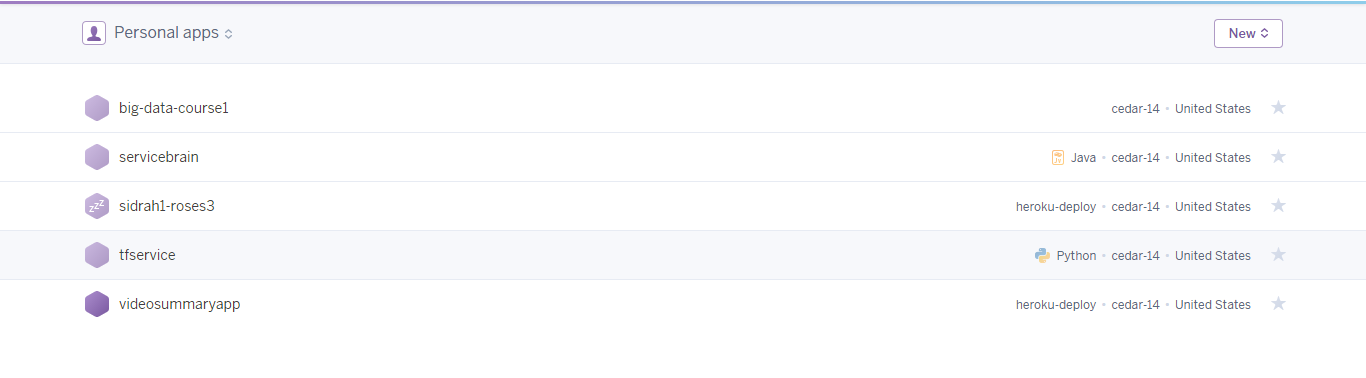 Personal apps New
big-data-course1 cedar-14 • United States
servicebrain Java • cedar-14 • United States
zzz sidrah1-roses3 heroku-deploy • cedar-14 • United States
tfservice Python • cedar-14 • United States
videosummaryapp heroku-deploy • cedar-14 • United States